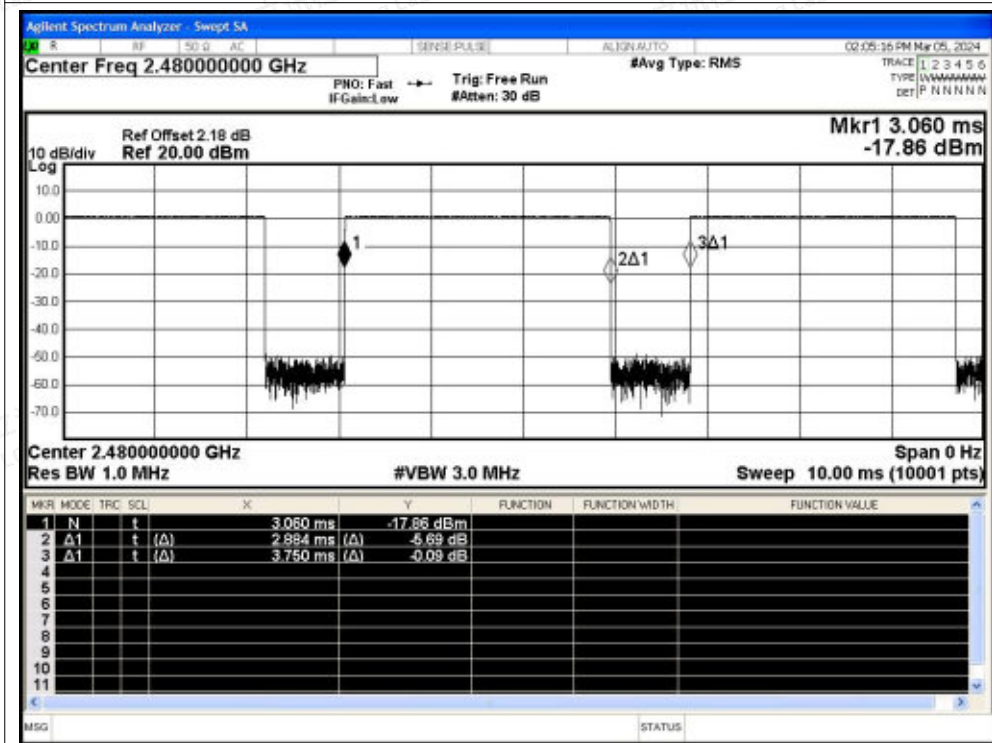 Agilent Spectrum Analyzer - Swept SA
R RF 50 Ω AC SENSE:PULSE ALIGN AUTO 02:05:16 PM Mar 05, 2024
Center Freq 2.480000000 GHz #Avg Type: RMS TRACE 1 2 3 4 5 6
PNO: Fast Trig: Free Run TYPE
IFGain:Low #Atten: 30 dB DET P N N N N N
Mkr1 3.060 ms
Ref Offset 2.18 dB
10 dB/div Ref 20.00 dBm -17.86 dBm
Log
10.0
0.00
-10.0
1
2Δ1
3Δ1
-20.0
-30.0
-40.0
-50.0
-60.0
-70.0
Center 2.480000000 GHz Span 0 Hz
Res BW 1.0 MHz #VBW 3.0 MHz Sweep 10.00 ms (10001 pts)
MKR MODE TRC SCL X Y FUNCTION FUNCTION WIDTH FUNCTION VALUE
1 N t 3.060 ms -17.86 dBm
2 Δ1 t (Δ) 2.884 ms (Δ) -5.69 dB
3 Δ1 t (Δ) 3.750 ms (Δ) -0.09 dB
4
5
6
7
8
9
10
11
MSG STATUS